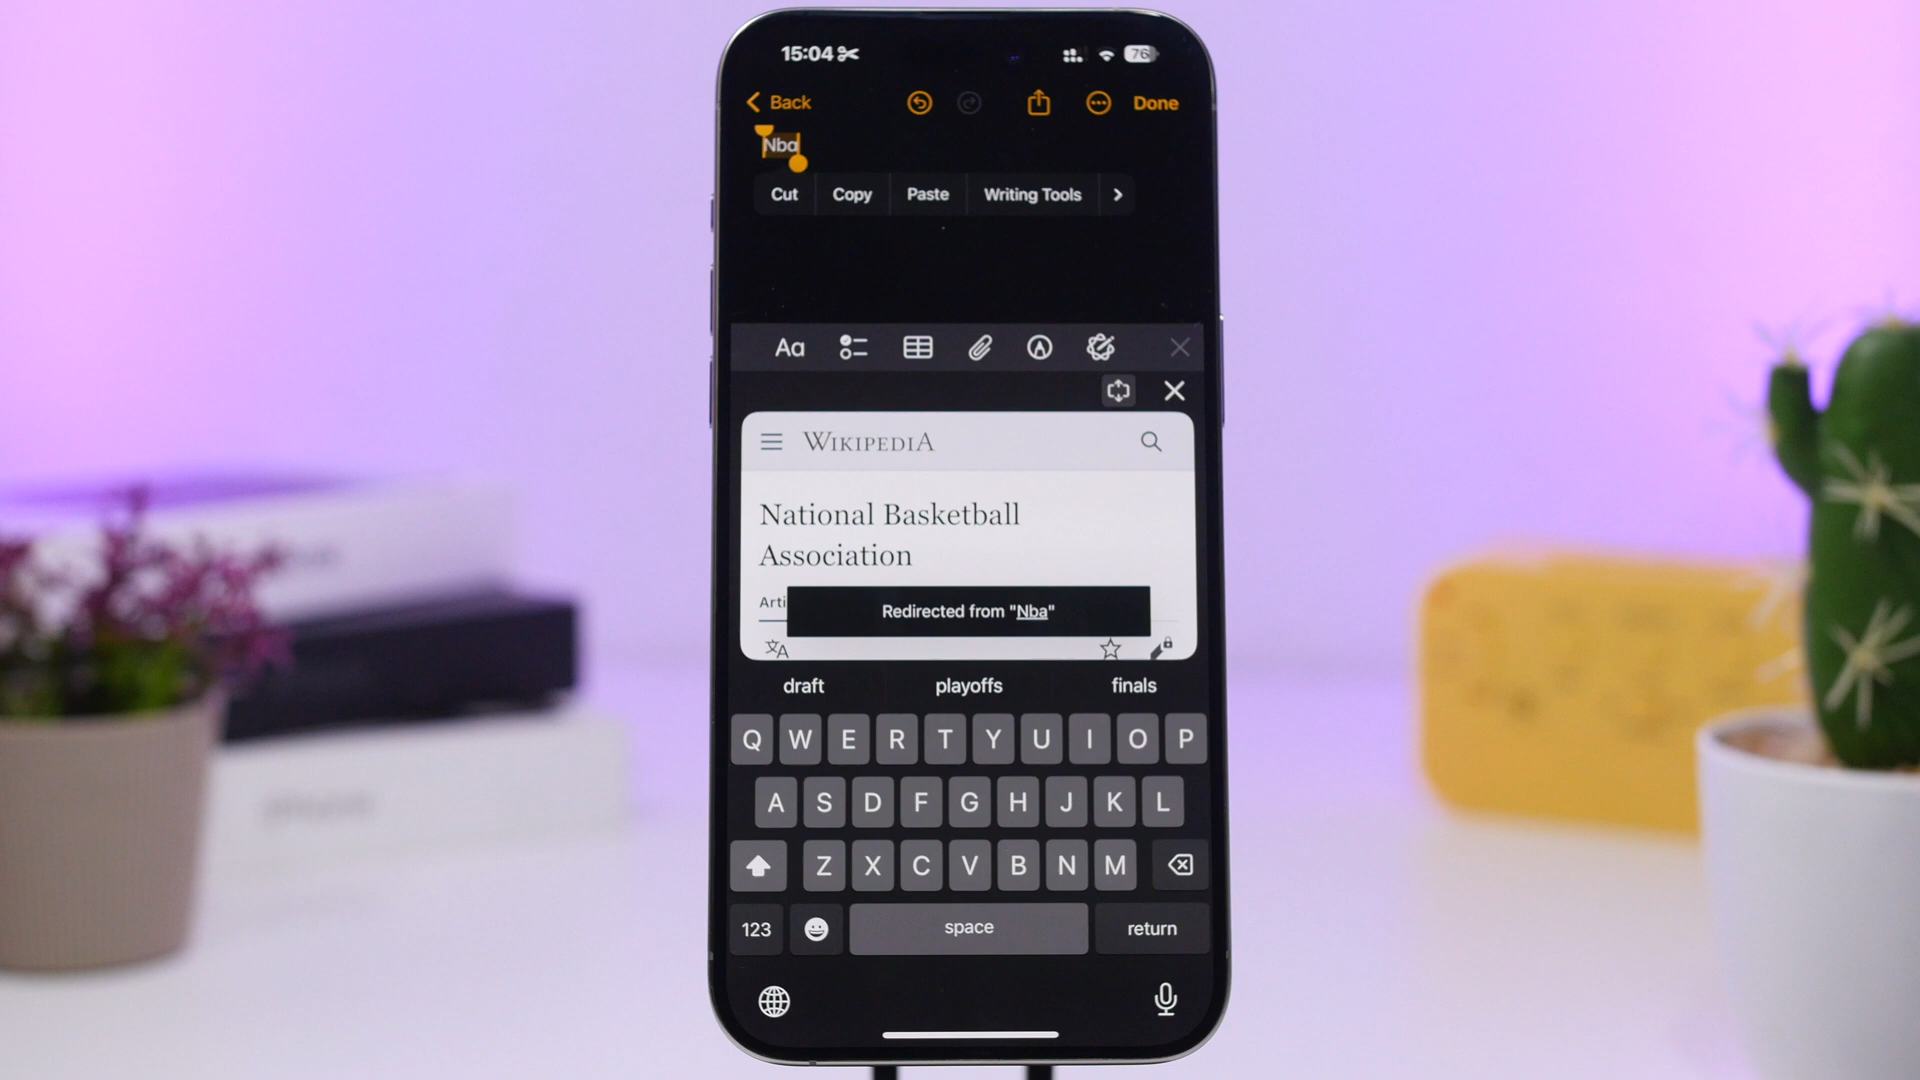 15:04
76
Back
Done
Nba
Cut Copy Paste Writing Tools
Aa
WIKIPEDIA
National Basketball
Association
Arti
Redirected from "Nba"
draft playoffs finals
Q W E R T Y U I O P
A S D F G H J K L
Z X C V B N M
123 space return